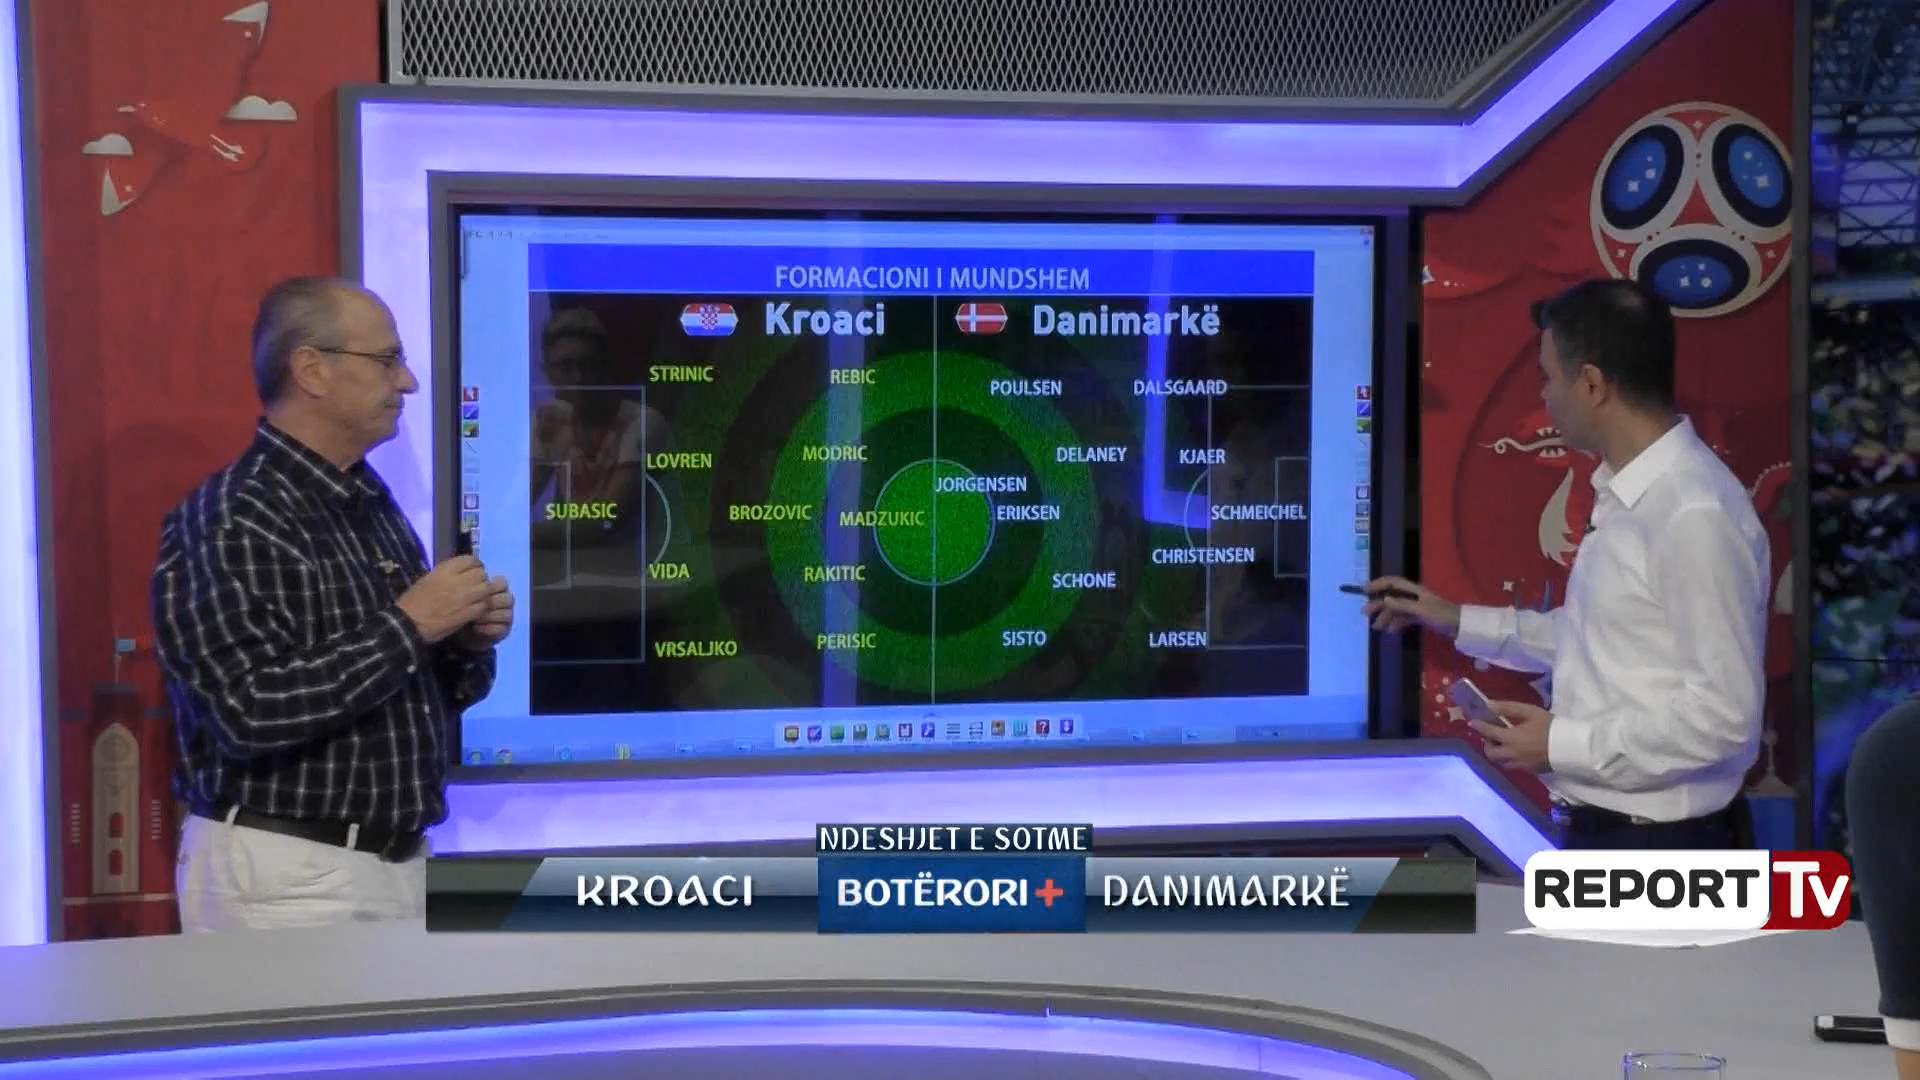 FORMACIONI I MUNDSHEM
Kroaci
Danimarkë
STRINIC
REBIC
POULSEN
DALSGAARD
LOVREN
MODRIC
DELANEY
KJAER
JORGENSEN
SUBASIC
BROZOVIC
MADZUKIC
ERIKSEN
SCHMEICHEL
VIDA
RAKITIC
SCHONE
CHRISTENSEN
VRSALJKO
PERISIC
SISTO
LARSEN
NDESHJET E SOTME
KROACI
BOTËRORI+
DANIMARKË
REPORT TV